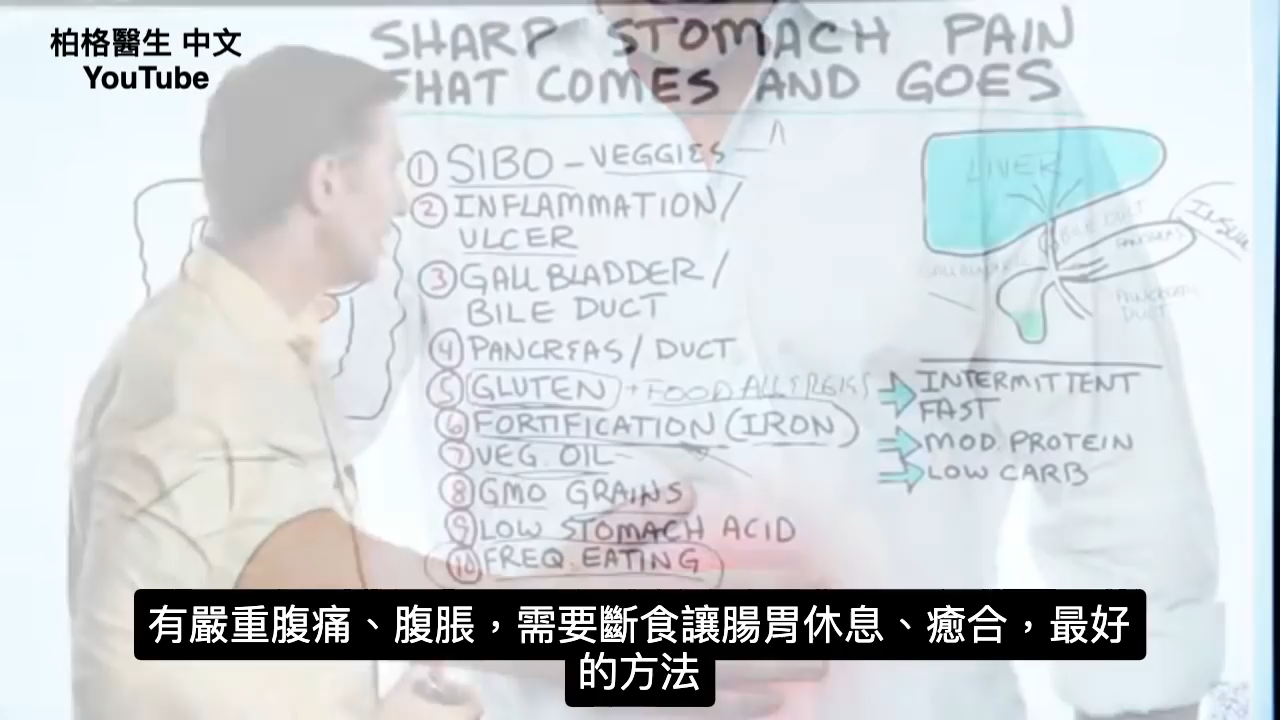 柏格醫生 中文
YouTube
SHARP STOMACH PAIN
THAT COMES AND GOES
① SIBO - VEGGIES
② INFLAMMATION/
ULCER
③ GALLBLADDER/
BILE DUCT
④ PANCREAS/DUCT
⑤ GLUTEN + FOOD ALLERGIES
⑥ FORTIFICATION (IRON)
⑦ VEG. OIL
⑧ GMO GRAINS
⑨ LOW STOMACH ACID
⑩ FREQ. EATING
LIVER
BILE DUCT
PANCREAS
GALLBLADDER
PANCREATIC
DUCT
INTERMITTENT
FAST
MOD. PROTEIN
LOW CARB
有嚴重腹痛、腹脹，需要斷食讓腸胃休息、癒合，最好
的方法